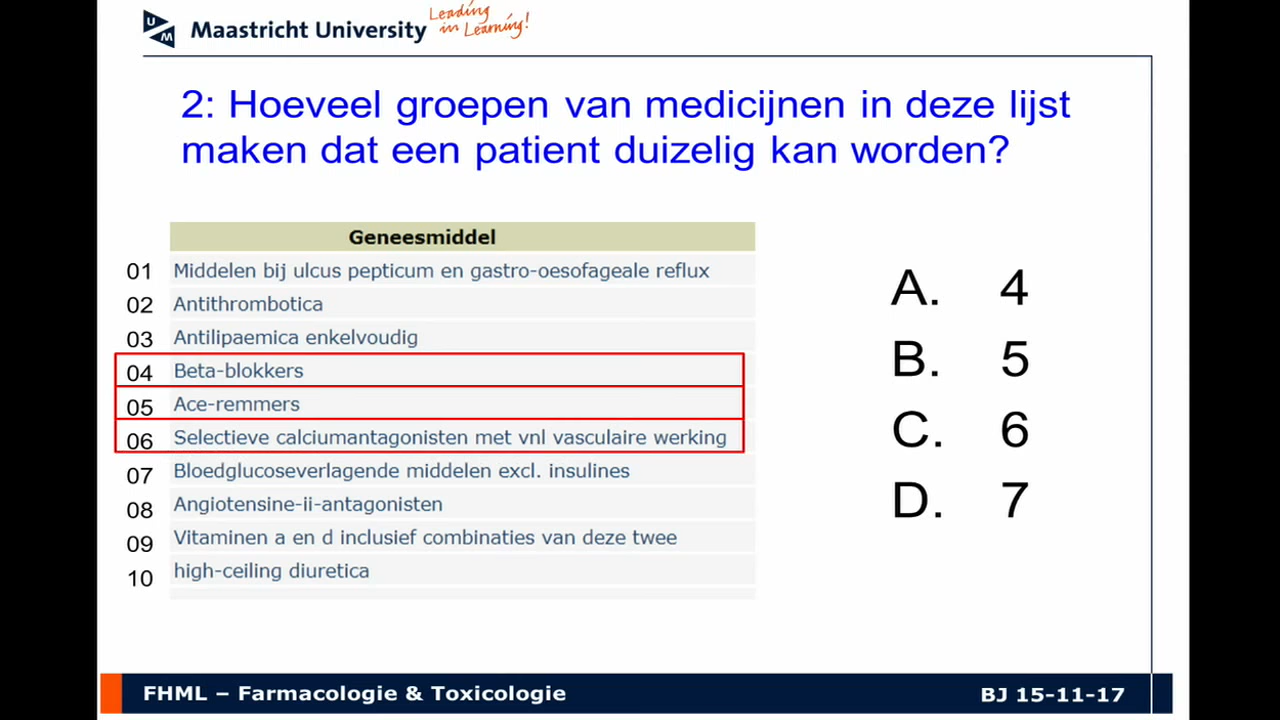 U
M
Maastricht University
Leading
in Learning!
2: Hoeveel groepen van medicijnen in deze lijst
maken dat een patient duizelig kan worden?
Geneesmiddel
01 Middelen bij ulcus pepticum en gastro-oesofageale reflux
02 Antithrombotica
03 Antilipaemica enkelvoudig
04 Beta-blokkers
05 Ace-remmers
06 Selectieve calciumantagonisten met vnl vasculaire werking
07 Bloedglucoseverlagende middelen excl. insulines
08 Angiotensine-ii-antagonisten
09 Vitaminen a en d inclusief combinaties van deze twee
10 high-ceiling diuretica
A. 4
B. 5
C. 6
D. 7
FHML – Farmacologie & Toxicologie
BJ 15-11-17